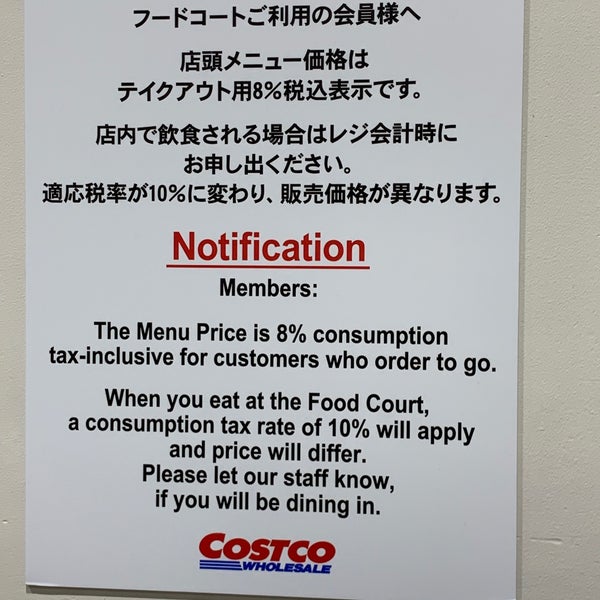 フードコートご利用の会員様へ
店頭メニュー価格は
テイクアウト用8%税込表示です。
店内で飲食される場合はレジ会計時に
お申し出ください。
適応税率が10%に変わり、販売価格が異なります。
Notification
Members:
The Menu Price is 8% consumption
tax-inclusive for customers who order to go.
When you eat at the Food Court,
a consumption tax rate of 10% will apply
and price will differ.
Please let our staff know,
if you will be dining in.
COSTCO
WHOLESALE